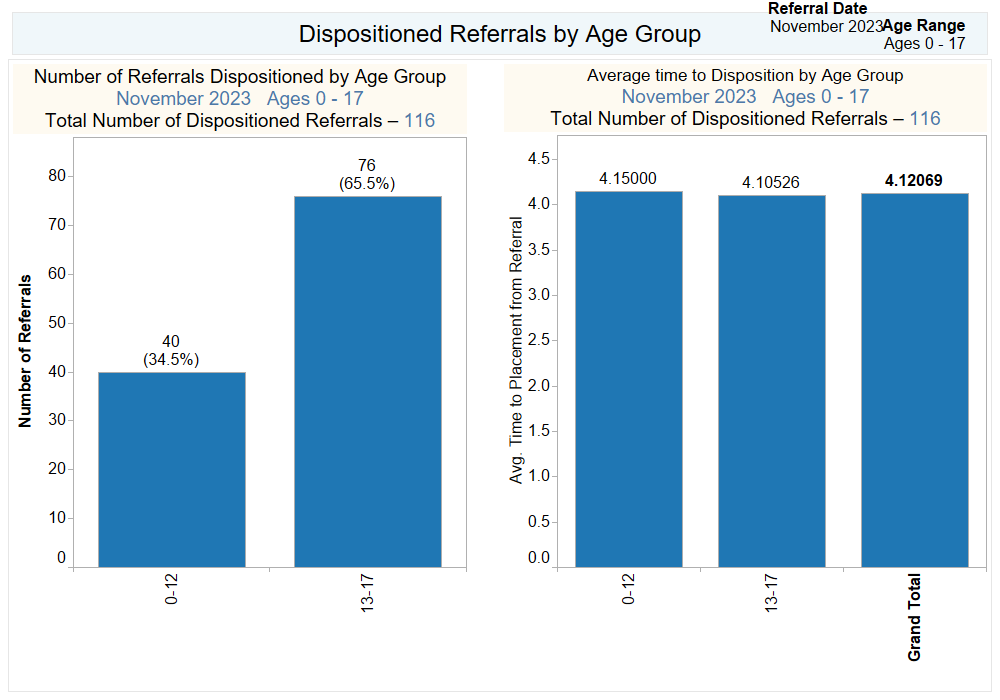 Referral Date
November 2023
Age Range
Ages 0 - 17
Dispositioned Referrals by Age Group
Number of Referrals Dispositioned by Age Group
November 2023 Ages 0 - 17
Total Number of Dispositioned Referrals – 116
Number of Referrals
80
70
60
50
40
30
20
10
0
76
(65.5%)
40
(34.5%)
0-12
13-17
Average time to Disposition by Age Group
November 2023 Ages 0 - 17
Total Number of Dispositioned Referrals – 116
Avg. Time to Placement from Referral
4.5
4.0
3.5
3.0
2.5
2.0
1.5
1.0
0.5
0.0
4.15000
4.10526
4.12069
0-12
13-17
Grand Total